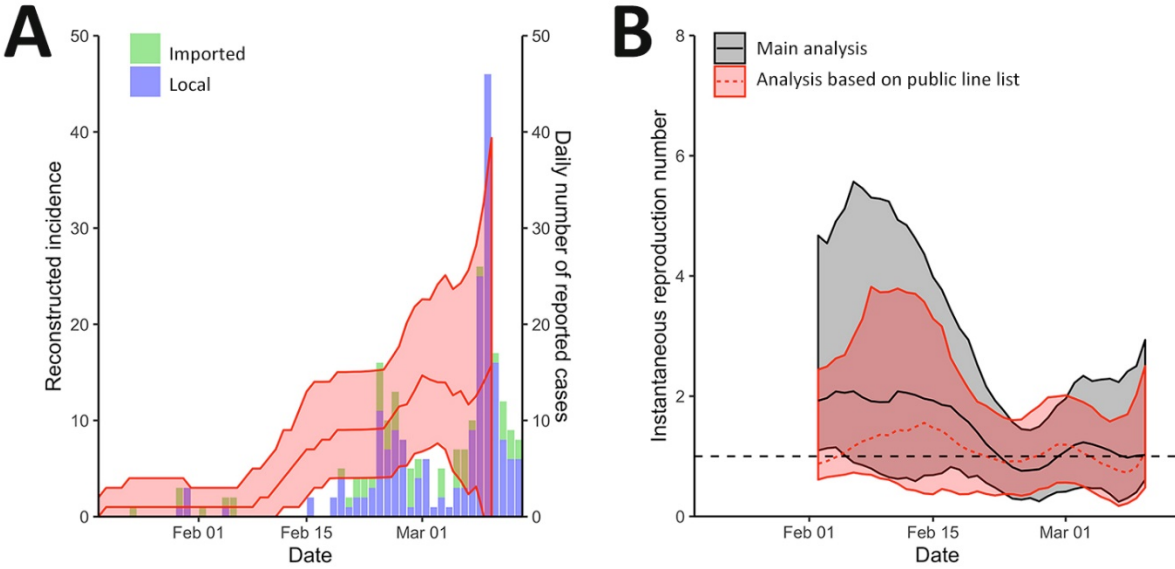 A
Imported
Local
Reconstructed incidence
50
40
30
20
10
0
50
40
30
20
10
0
Daily number of reported cases
Feb 01
Feb 15
Mar 01
Date
B
Main analysis
Analysis based on public line list
Instantaneous reproduction number
8
6
4
2
0
Feb 01
Feb 15
Mar 01
Date